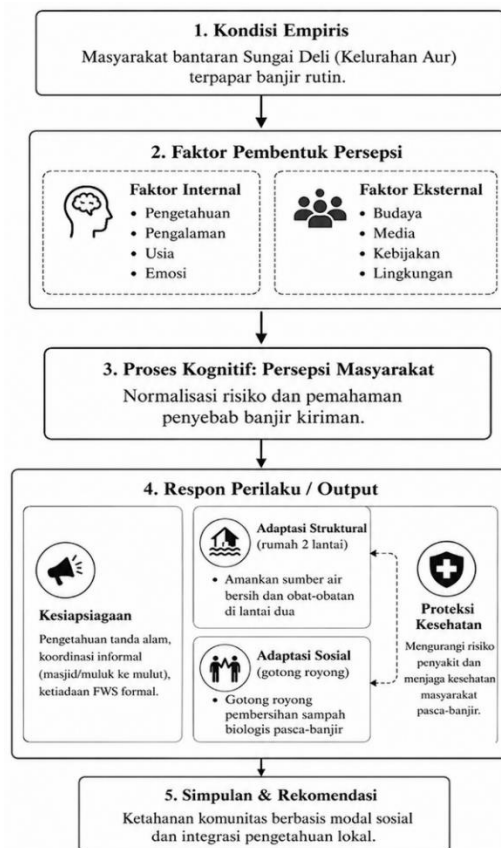 1. Kondisi Empiris
Masyarakat bantaran Sungai Deli (Kelurahan Aur)
terpapar banjir rutin.
2. Faktor Pembentuk Persepsi
Faktor Internal
• Pengetahuan
• Pengalaman
• Usia
• Emosi
Faktor Eksternal
• Budaya
• Media
• Kebijakan
• Lingkungan
3. Proses Kognitif: Persepsi Masyarakat
Normalisasi risiko dan pemahaman
penyebab banjir kiriman.
4. Respon Perilaku / Output
Kesiapsiagaan
Pengetahuan tanda alam,
koordinasi informal
(masjid/muluk ke mulut),
ketiadaan FWS formal.
Adaptasi Struktural
(rumah 2 lantai)
• Amankan sumber air
bersih dan obat-obatan
di lantai dua
Adaptasi Sosial
(gotong royong)
• Gotong royong
pembersihan sampah
biologis pasca-banjir
Proteksi
Kesehatan
Mengurangi risiko
penyakit dan
menjaga kesehatan
masyarakat
pasca-banjir.
5. Simpulan & Rekomendasi
Ketahanan komunitas berbasis modal sosial
dan integrasi pengetahuan lokal.